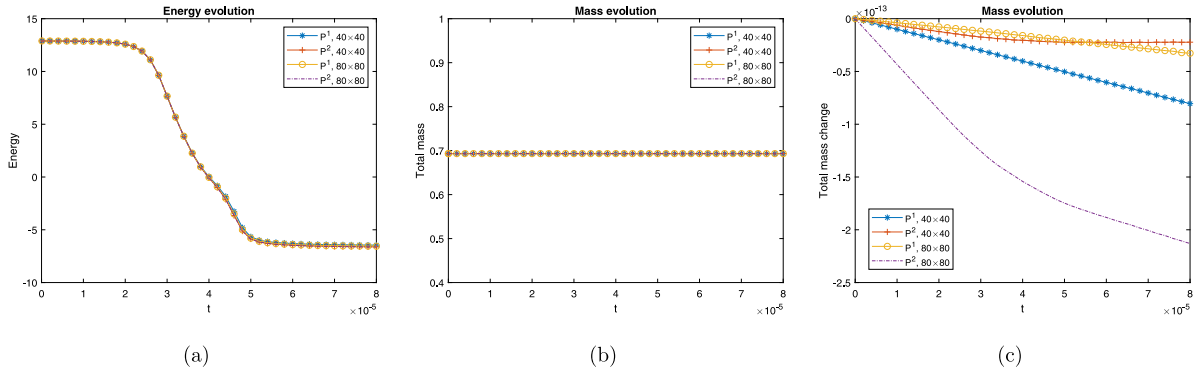 Energy evolution
15
10
5
0
-5
-10
Energy
0 1 2 3 4 5 6 7 8
×10⁻⁵
t
P¹, 40×40
P², 40×40
P¹, 80×80
P², 80×80
(a)
Mass evolution
1
0.9
0.8
0.7
0.6
0.5
0.4
Total mass
0 1 2 3 4 5 6 7 8
×10⁻⁵
t
P¹, 40×40
P², 40×40
P¹, 80×80
P², 80×80
(b)
Mass evolution
×10⁻¹³
0
-0.5
-1
-1.5
-2
-2.5
Total mass change
0 1 2 3 4 5 6 7 8
×10⁻⁵
t
P¹, 40×40
P², 40×40
P¹, 80×80
P², 80×80
(c)